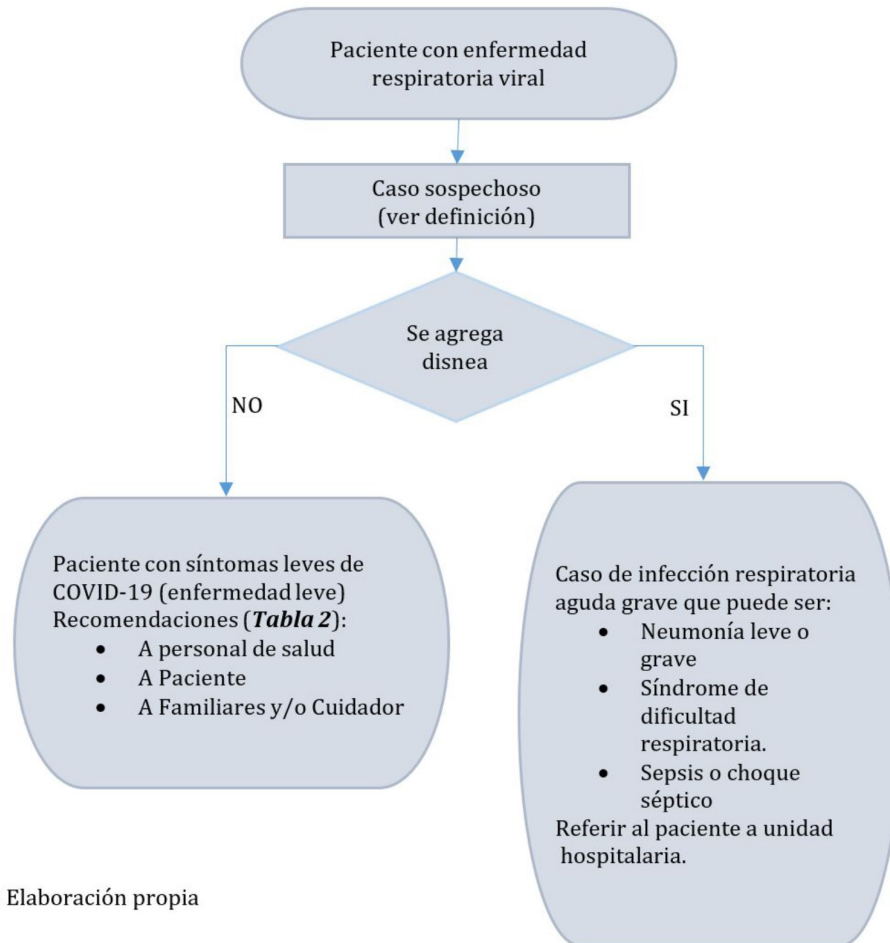 Paciente con enfermedad
respiratoria viral
Caso sospechoso
(ver definición)
Se agrega
disnea
NO
SI
Paciente con síntomas leves de
COVID-19 (enfermedad leve)
Recomendaciones (Tabla 2):
• A personal de salud
• A Paciente
• A Familiares y/o Cuidador
Caso de infección respiratoria
aguda grave que puede ser:
• Neumonía leve o
grave
• Síndrome de
dificultad
respiratoria.
• Sepsis o choque
séptico
Referir al paciente a unidad
hospitalaria.
Elaboración propia